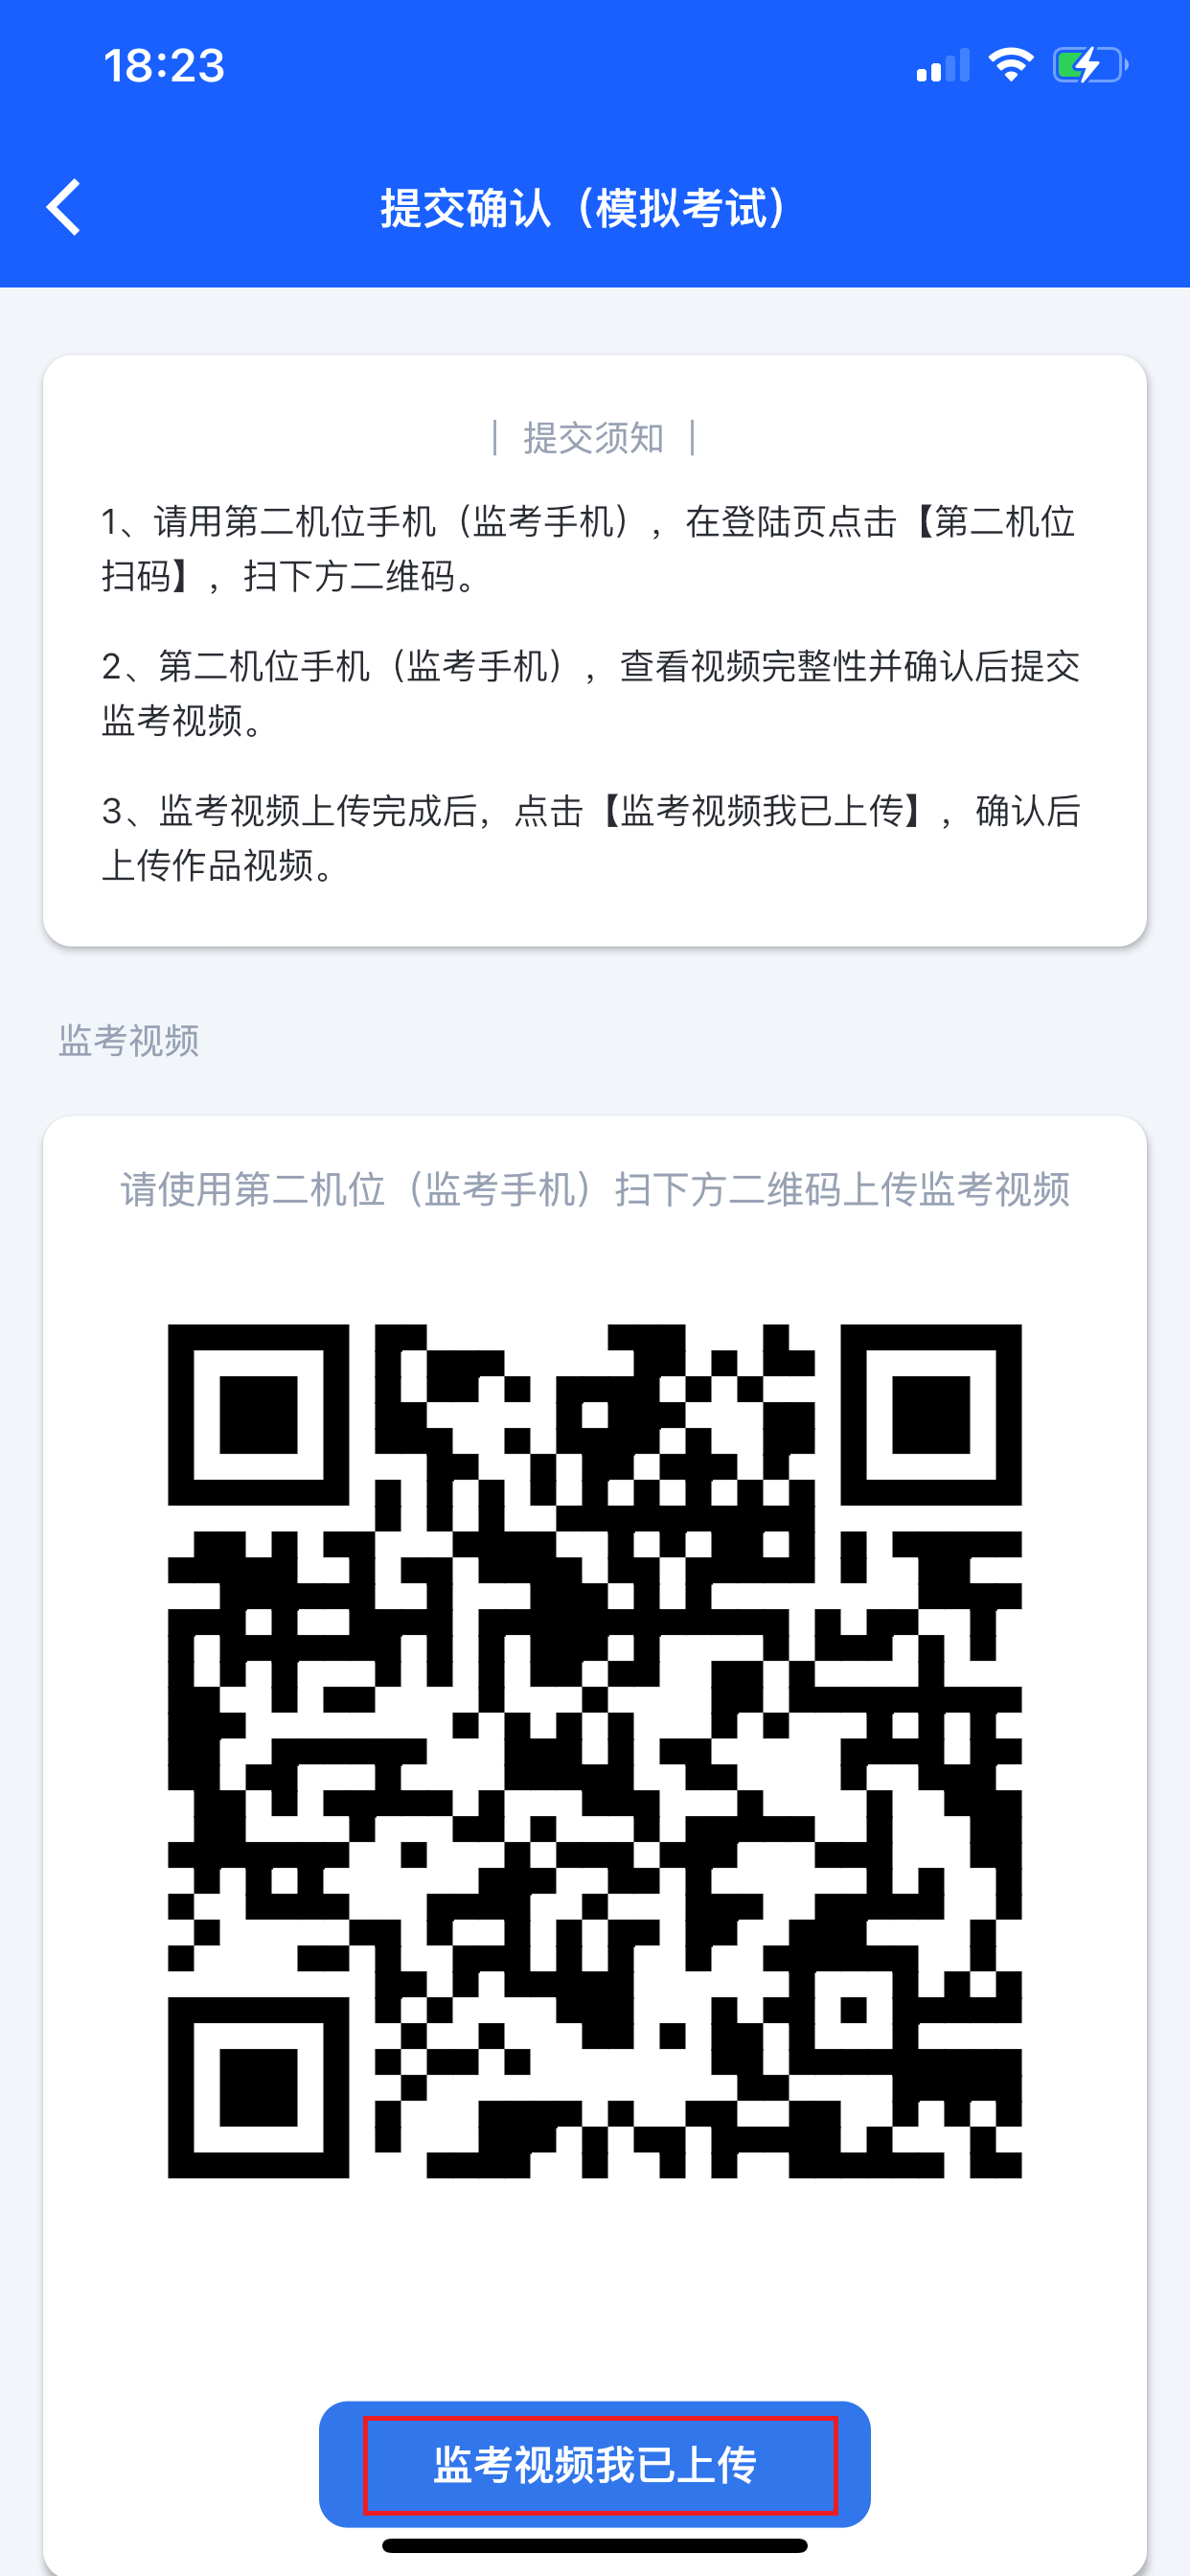 18:23
提交确认（模拟考试）
提交须知
1、请用第二机位手机（监考手机），在登陆页点击【第二机位
扫码】，扫下方二维码。
2、第二机位手机（监考手机），查看视频完整性并确认后提交
监考视频。
3、监考视频上传完成后，点击【监考视频我已上传】，确认后
上传作品视频。
监考视频
请使用第二机位（监考手机）扫下方二维码上传监考视频
监考视频我已上传